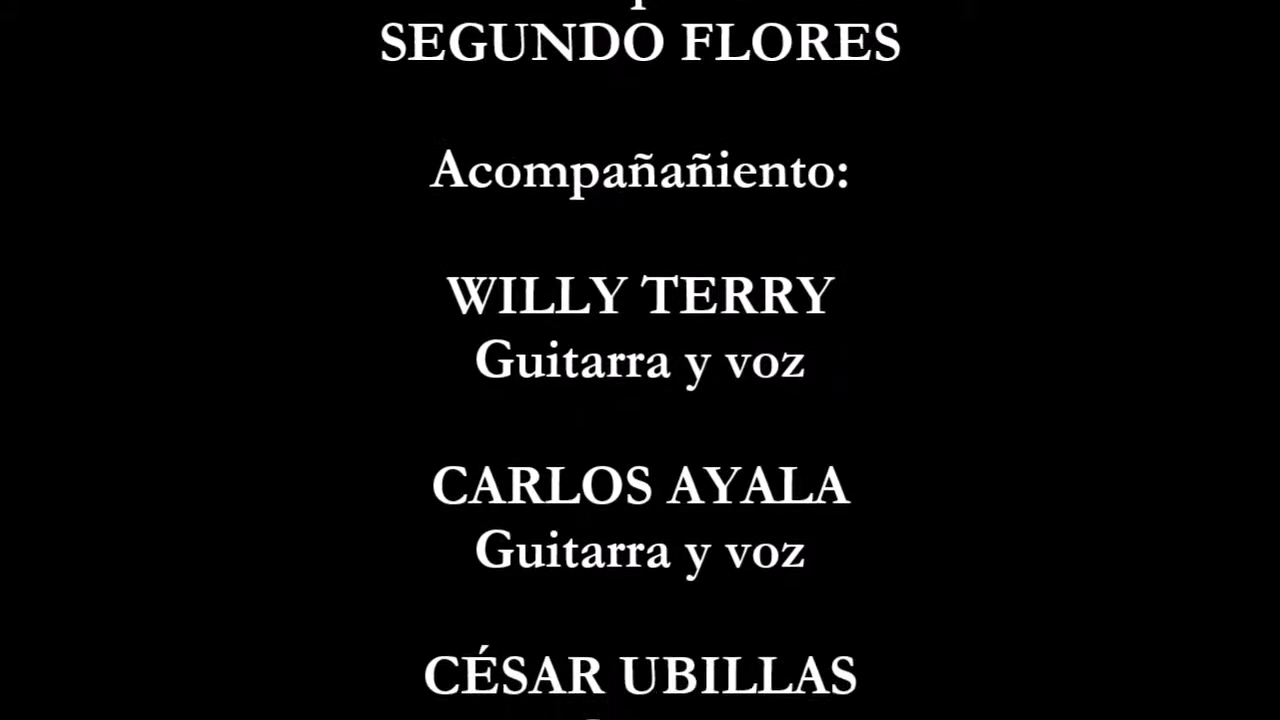 SEGUNDO FLORES
Acompañañiento:
WILLY TERRY
Guitarra y voz
CARLOS AYALA
Guitarra y voz
CÉSAR UBILLAS